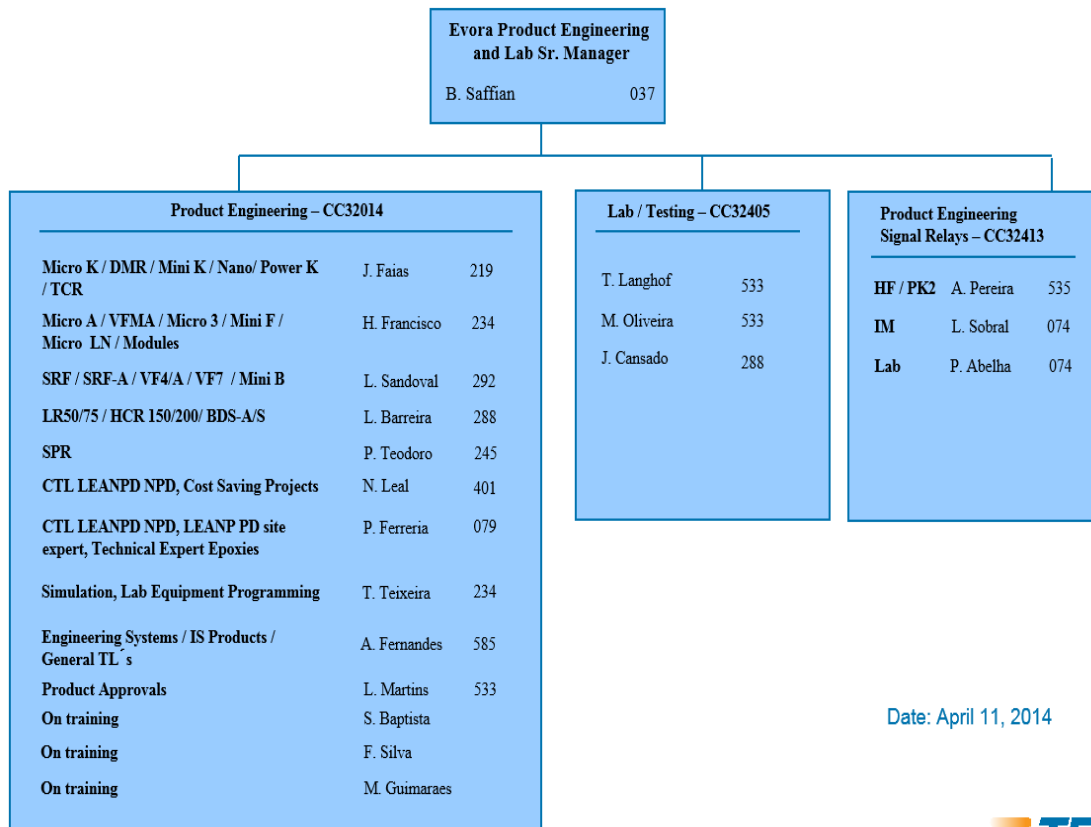 Evora Product Engineering
and Lab Sr. Manager
B. Saffian 037
Product Engineering – CC32014
Micro K / DMR / Mini K / Nano/ Power K
/ TCR
J. Faias 219
Micro A / VFMA / Micro 3 / Mini F /
Micro LN / Modules
H. Francisco 234
SRF / SRF-A / VF4/A / VF7 / Mini B L. Sandoval 292
LR50/75 / HCR 150/200/ BDS-A/S L. Barreira 288
SPR P. Teodoro 245
CTL LEANPD NPD, Cost Saving Projects N. Leal 401
CTL LEANPD NPD, LEANP PD site
expert, Technical Expert Epoxies
P. Ferreria 079
Simulation, Lab Equipment Programming T. Teixeira 234
Engineering Systems / IS Products /
General TL´s
A. Fernandes 585
Product Approvals L. Martins 533
On training S. Baptista
On training F. Silva
On training M. Guimaraes
Lab / Testing – CC32405
T. Langhof 533
M. Oliveira 533
J. Cansado 288
Product Engineering
Signal Relays – CC32413
HF / PK2 A. Pereira 535
IM L. Sobral 074
Lab P. Abelha 074
Date: April 11, 2014